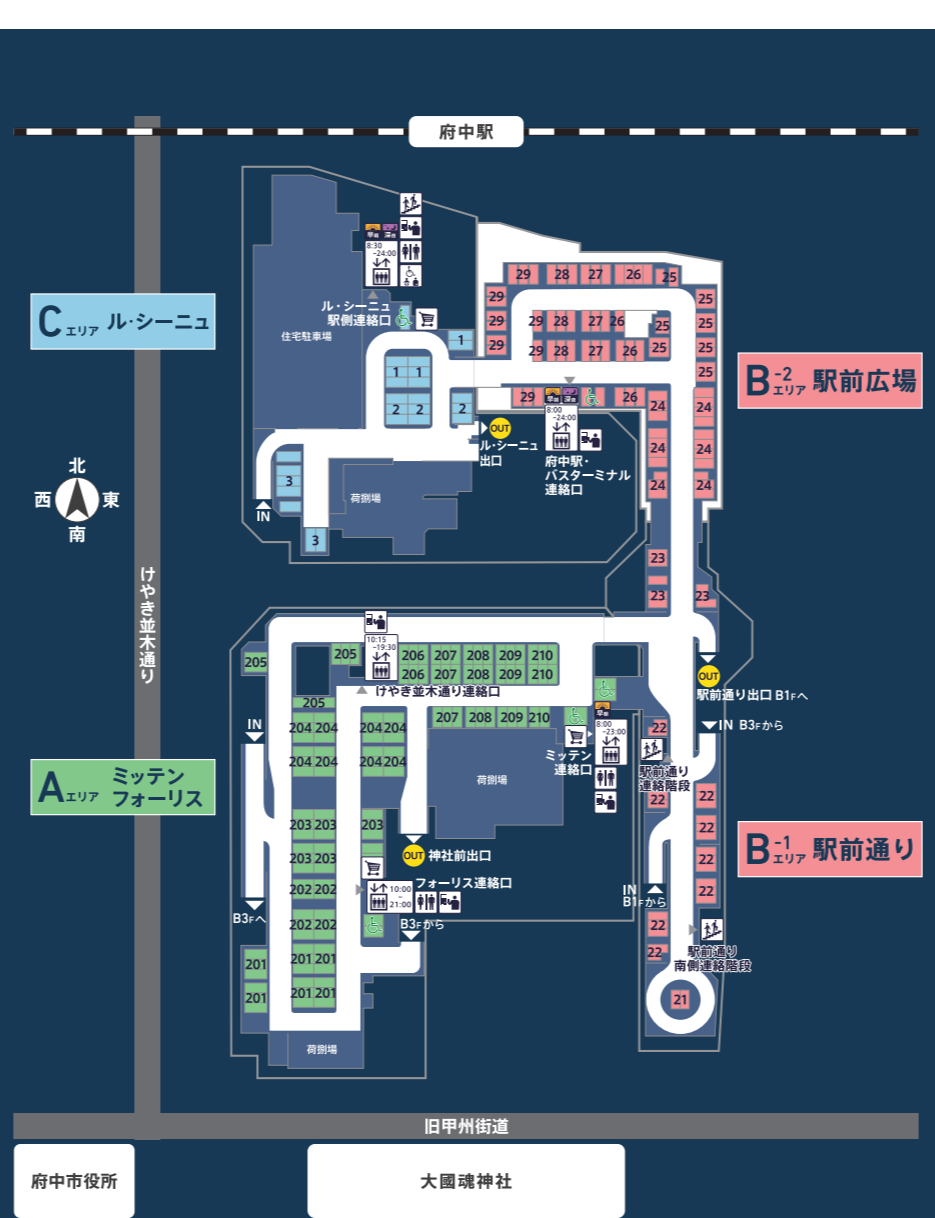 府中駅
8:30
~24:00
ル・シーニュ
駅側連絡口
住宅駐車場
C エリア ル・シーニュ
1
1 1
2 2
2
OUT
ル・シーニュ
出口
3
荷捌場
IN
3
29 28 27 26 25
29
29
29
29 28 27 26 25
29 28 27 26 25
25
25
25
25
29 26
早朝 深夜
8:00
~24:00
府中駅・
バスターミナル
連絡口
24 24
24 24
24 24
B-2 エリア 駅前広場
北
西 東
南
けやき並木通り
23
23 23
OUT
駅前通り出口 B1Fへ
IN B3Fから
10:15
~19:30
205 205
206 207 208 209 210
206 207 208 209 210
けやき並木通り連絡口
205
204 204 204 204
204 204 204 204
207 208 209 210
8:00
~23:00
ミッテン
連絡口
荷捌場
IN
22
駅前通り
連絡階段
22 22
22
22
22
A エリア ミッテン
フォーリス
203 203 203
203 203
OUT 神社前出口
フォーリス連絡口
10:00
~
21:00
202 202
202 202
B3Fへ
B3Fから
201 201 201
201 201 201
荷捌場
B-1 エリア 駅前通り
IN
B1Fから
22
22
駅前通り
南側連絡階段
21
旧甲州街道
府中市役所
大國魂神社